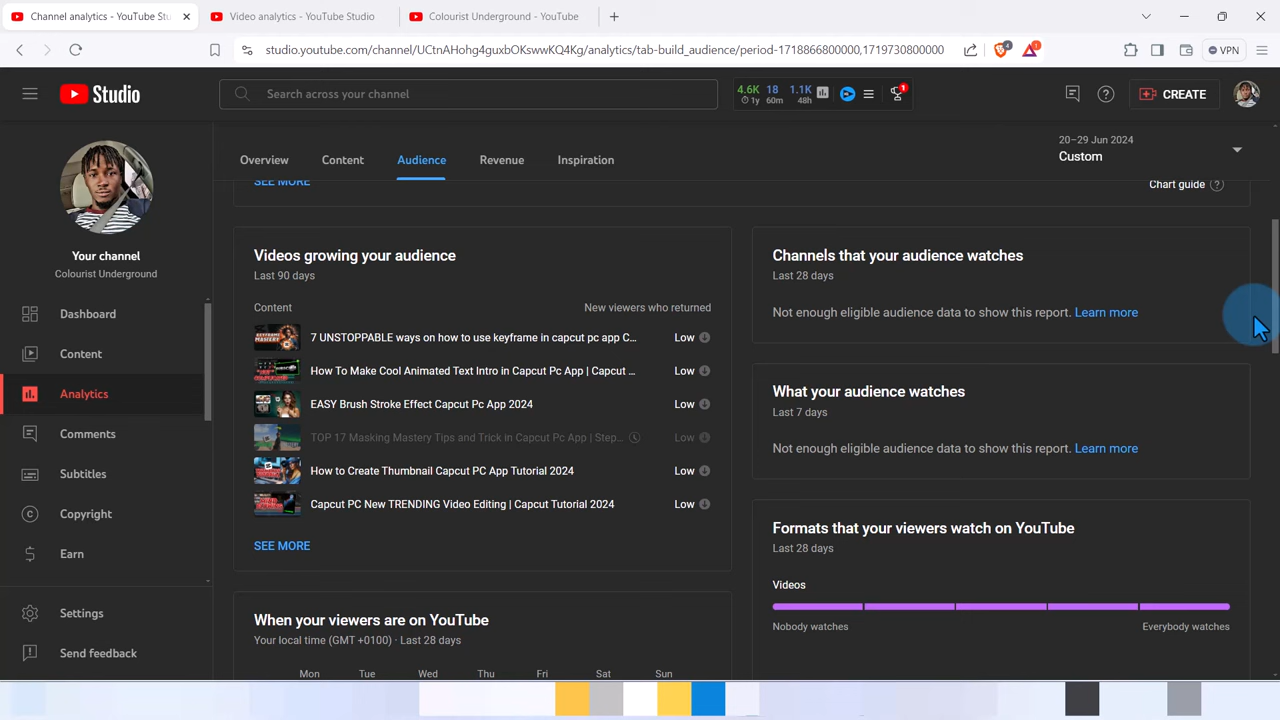 Channel analytics - YouTube Stu
Video analytics - YouTube Studio
Colourist Underground - YouTube
studio.youtube.com/channel/UCtnAHohg4guxbOKswwKQ4Kg/analytics/tab-build_audience/period-1718866800000,1719730800000
4
1
VPN
Studio
Search across your channel
4.6K 18 1.1K
1y 60m 48h
1
CREATE
Overview
Content
Audience
Revenue
Inspiration
20–29 Jun 2024
Custom
SEE MORE
Chart guide
Your channel
Colourist Underground
Dashboard
Content
Analytics
Comments
Subtitles
Copyright
Earn
Settings
Send feedback
Videos growing your audience
Last 90 days
Content New viewers who returned
7 UNSTOPPABLE ways on how to use keyframe in capcut pc app C... Low
How To Make Cool Animated Text Intro in Capcut Pc App | Capcut ... Low
EASY Brush Stroke Effect Capcut Pc App 2024 Low
TOP 17 Masking Mastery Tips and Trick in Capcut Pc App | Step... Low
How to Create Thumbnail Capcut PC App Tutorial 2024 Low
Capcut PC New TRENDING Video Editing | Capcut Tutorial 2024 Low
SEE MORE
When your viewers are on YouTube
Your local time (GMT +0100) · Last 28 days
Mon Tue Wed Thu Fri Sat Sun
Channels that your audience watches
Last 28 days
Not enough eligible audience data to show this report. Learn more
What your audience watches
Last 7 days
Not enough eligible audience data to show this report. Learn more
Formats that your viewers watch on YouTube
Last 28 days
Videos
Nobody watches Everybody watches